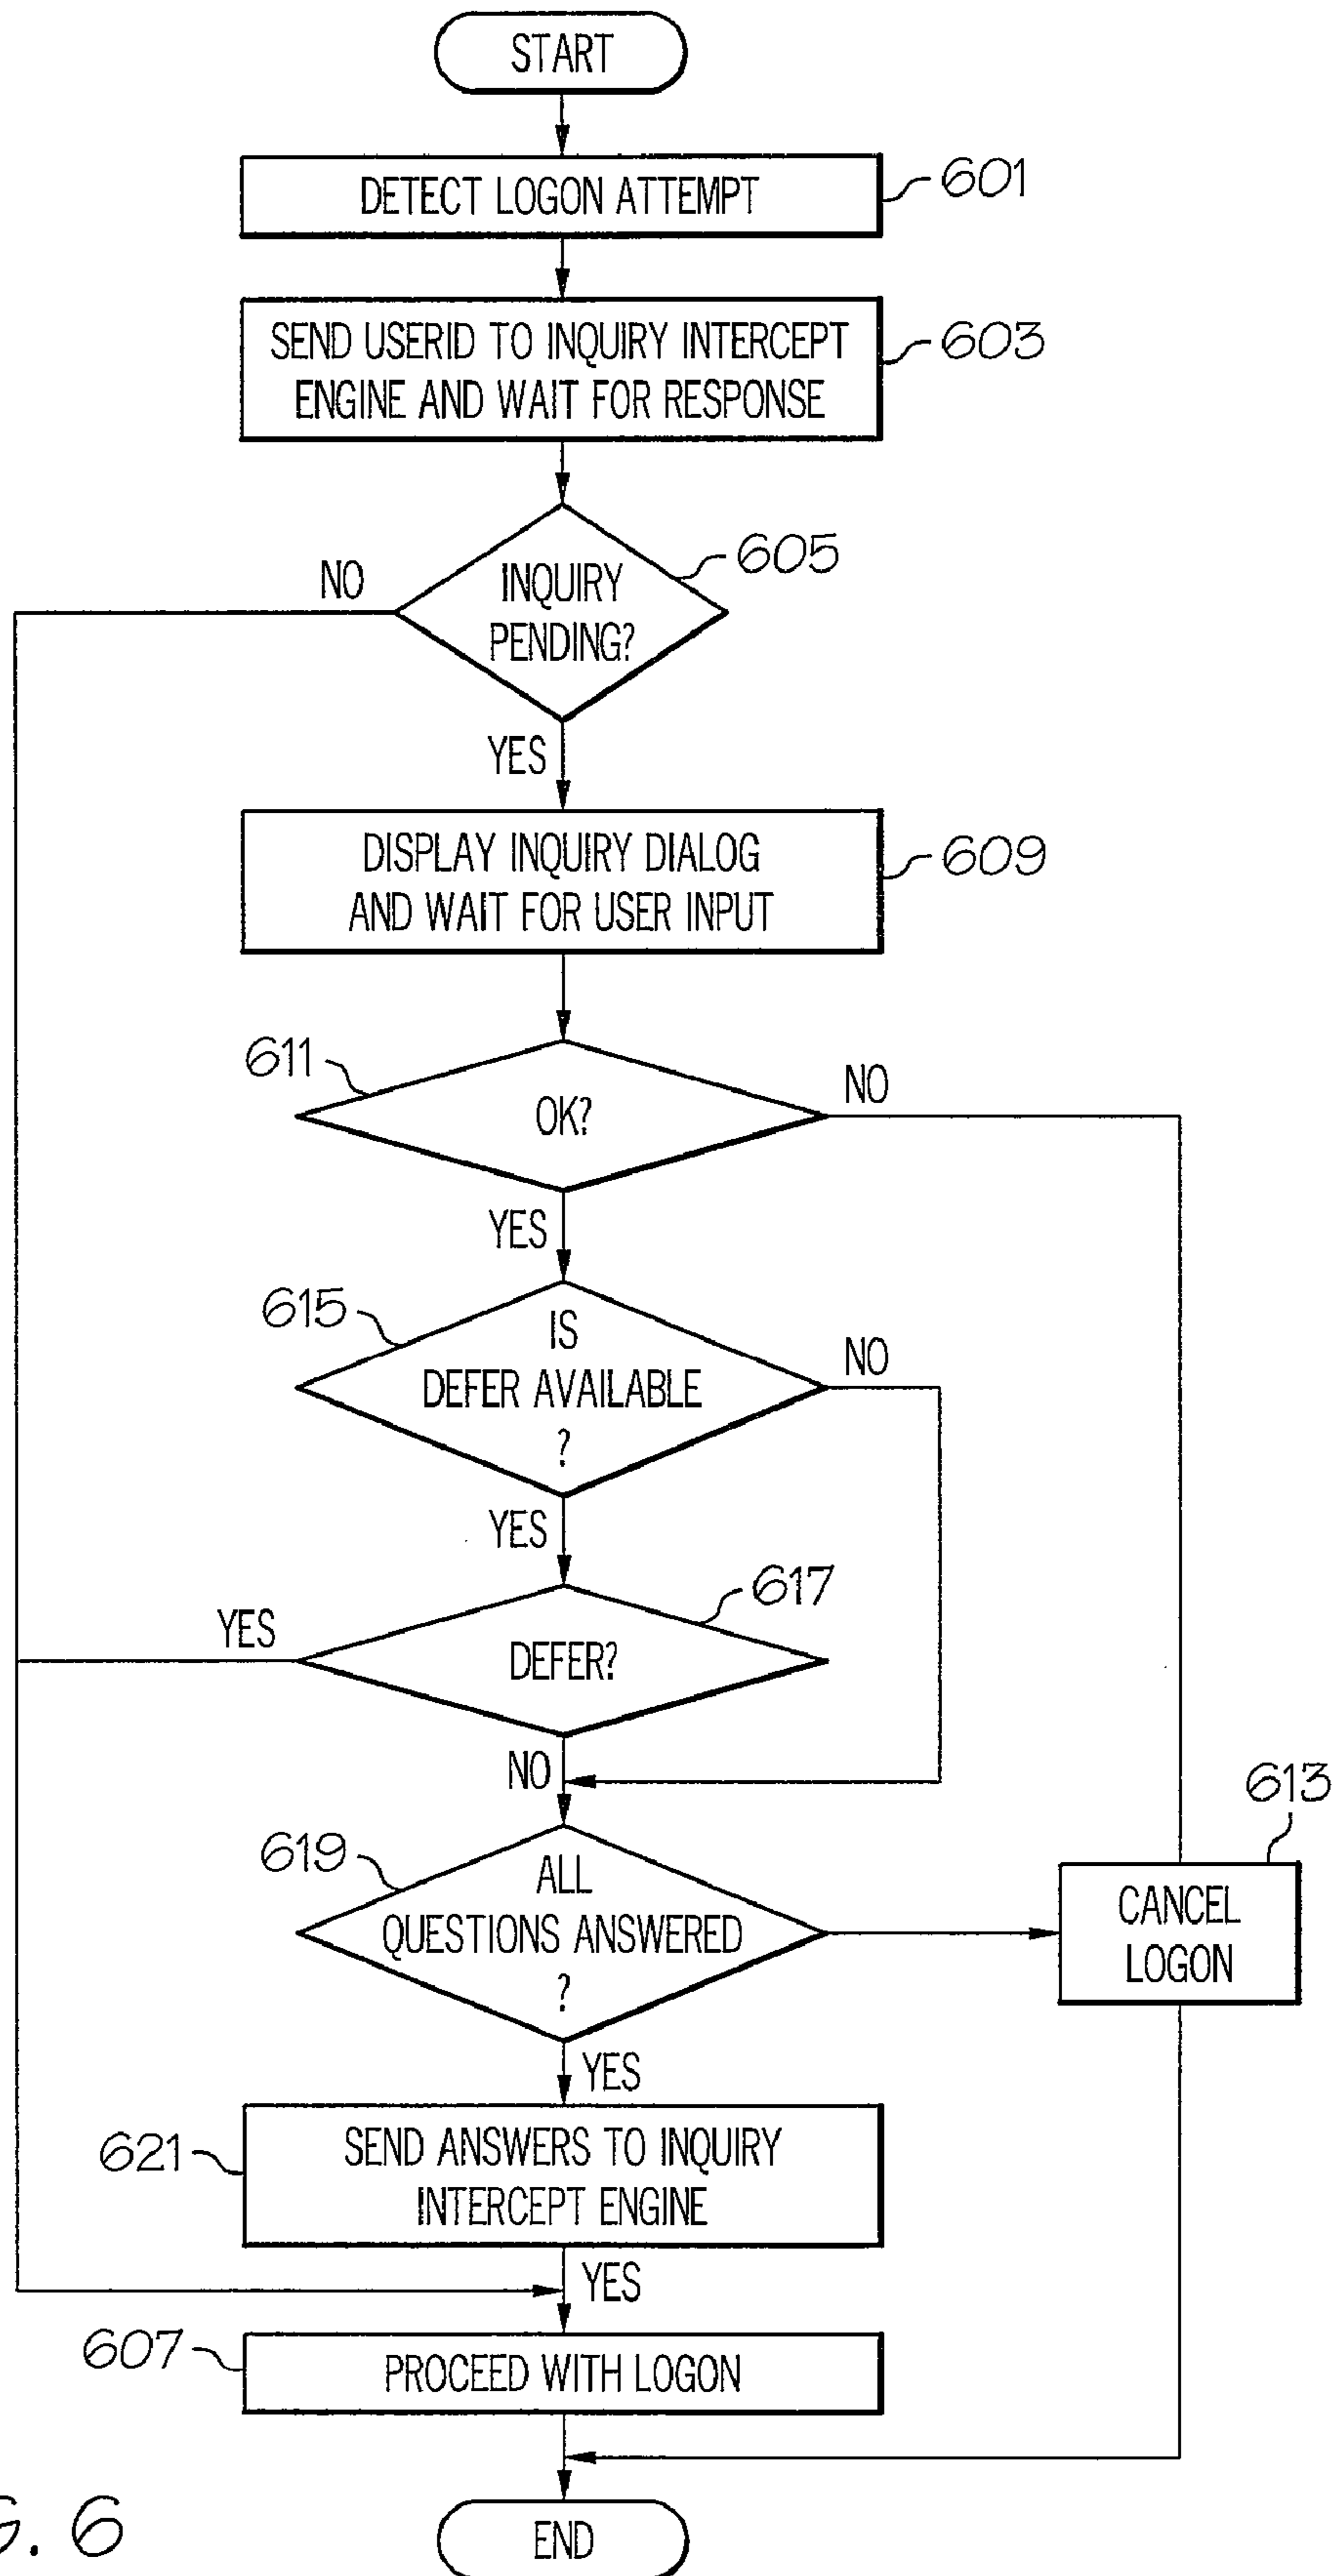 START
DETECT LOGON ATTEMPT
601
SEND USERID TO INQUIRY INTERCEPT
ENGINE AND WAIT FOR RESPONSE
603
605
NO
INQUIRY
PENDING?
YES
DISPLAY INQUIRY DIALOG
AND WAIT FOR USER INPUT
609
611
OK?
NO
YES
615
IS
DEFER AVAILABLE
?
NO
YES
617
YES
DEFER?
NO
613
619
ALL
QUESTIONS ANSWERED
?
CANCEL
LOGON
YES
621
SEND ANSWERS TO INQUIRY
INTERCEPT ENGINE
YES
607
PROCEED WITH LOGON
END
G. 6